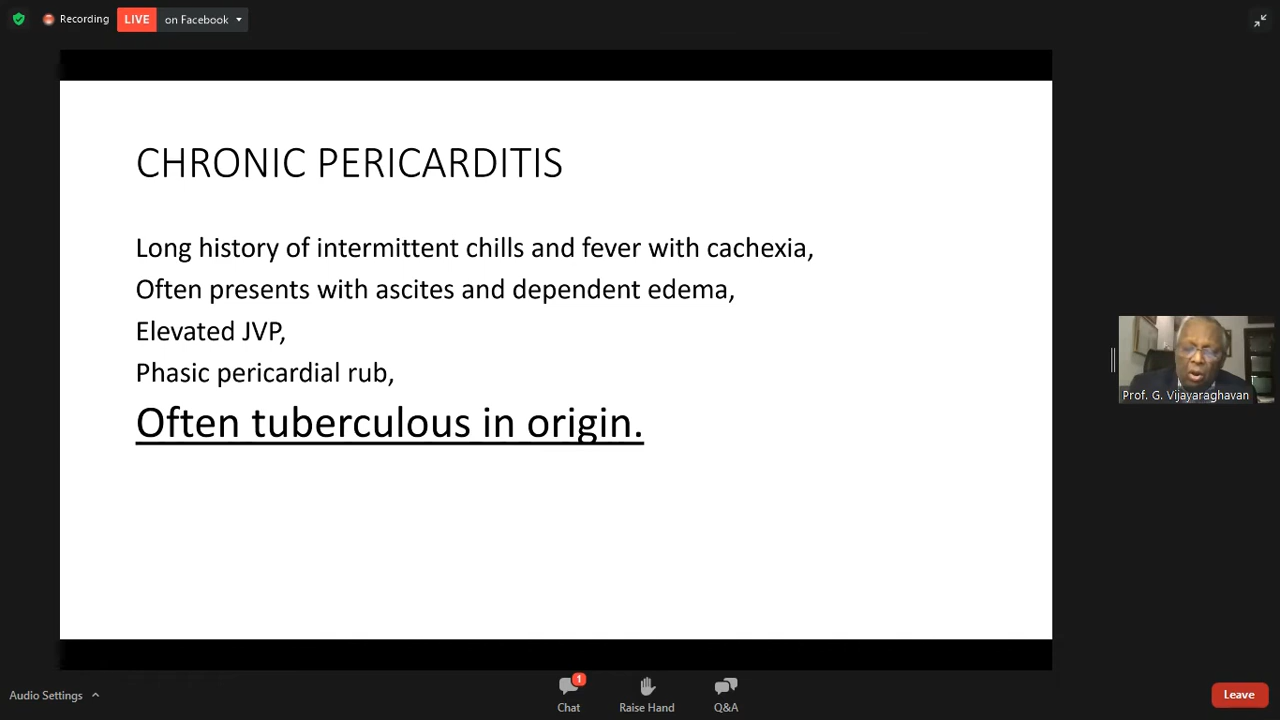 Recording
LIVE on Facebook
CHRONIC PERICARDITIS
Long history of intermittent chills and fever with cachexia,
Often presents with ascites and dependent edema,
Elevated JVP,
Phasic pericardial rub,
Often tuberculous in origin.
Prof. G. Vijayaraghavan
Audio Settings
1
Chat
Raise Hand
Q&A
Leave